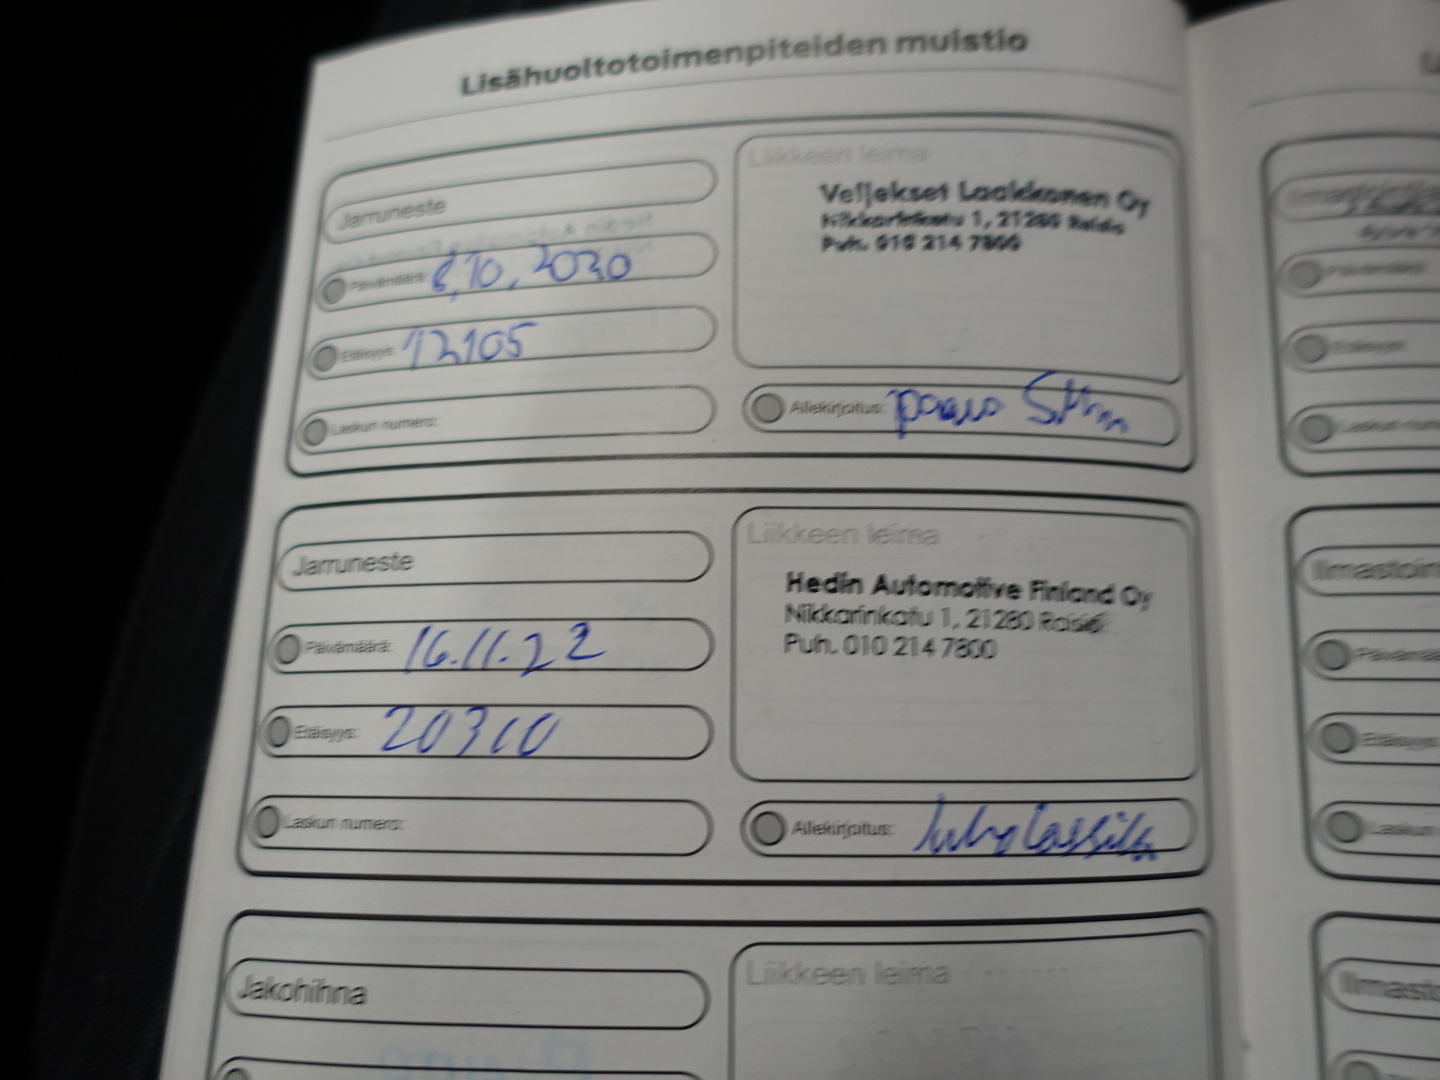 Lisähuoltotoimenpiteiden muistio
Jarruneste
Päivämäärä: 8,10,2020
Etäisyys: 12105
Laskun numero:
Liikkeen leima
Veljekset Laakkonen Oy
Nikkarinkatu 1, 21280 Raisio
Puh. 010 214 7800
Allekirjoitus:
Jarruneste
Päivämäärä: 16.11.22
Etäisyys: 20310
Laskun numero:
Liikkeen leima
Hedin Automotive Finland Oy
Nikkarinkatu 1, 21280 Raisio
Puh. 010 214 7800
Allekirjoitus: Juho Lassila
Jakohihna
Liikkeen leima